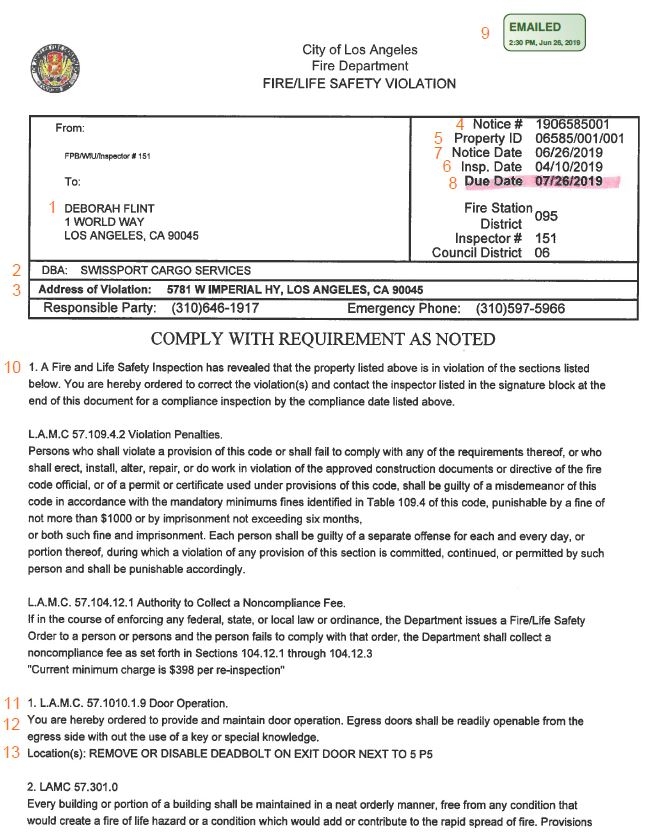 9
EMAILED
2:30 PM, Jun 26, 2019
City of Los Angeles
Fire Department
FIRE/LIFE SAFETY VIOLATION
From:
FPB/WIU/Inspector # 151
To:
1 DEBORAH FLINT
1 WORLD WAY
LOS ANGELES, CA 90045
4 Notice # 1906585001
5 Property ID 06585/001/001
7 Notice Date 06/26/2019
6 Insp. Date 04/10/2019
8 Due Date 07/26/2019
Fire Station District 095
Inspector # 151
Council District 06
2 DBA: SWISSPORT CARGO SERVICES
3 Address of Violation: 5781 W IMPERIAL HY, LOS ANGELES, CA 90045
Responsible Party: (310)646-1917 Emergency Phone: (310)597-5966
COMPLY WITH REQUIREMENT AS NOTED
10 1. A Fire and Life Safety Inspection has revealed that the property listed above is in violation of the sections listed
below. You are hereby ordered to correct the violation(s) and contact the inspector listed in the signature block at the
end of this document for a compliance inspection by the compliance date listed above.
L.A.M.C 57.109.4.2 Violation Penalties.
Persons who shall violate a provision of this code or shall fail to comply with any of the requirements thereof, or who
shall erect, install, alter, repair, or do work in violation of the approved construction documents or directive of the fire
code official, or of a permit or certificate used under provisions of this code, shall be guilty of a misdemeanor of this
code in accordance with the mandatory minimums fines identified in Table 109.4 of this code, punishable by a fine of
not more than $1000 or by imprisonment not exceeding six months,
or both such fine and imprisonment. Each person shall be guilty of a separate offense for each and every day, or
portion thereof, during which a violation of any provision of this section is committed, continued, or permitted by such
person and shall be punishable accordingly.
L.A.M.C. 57.104.12.1 Authority to Collect a Noncompliance Fee.
If in the course of enforcing any federal, state, or local law or ordinance, the Department issues a Fire/Life Safety
Order to a person or persons and the person fails to comply with that order, the Department shall collect a
noncompliance fee as set forth in Sections 104.12.1 through 104.12.3
"Current minimum charge is $398 per re-inspection"
11 1. L.A.M.C. 57.1010.1.9 Door Operation.
12 You are hereby ordered to provide and maintain door operation. Egress doors shall be readily openable from the
egress side with out the use of a key or special knowledge.
13 Location(s): REMOVE OR DISABLE DEADBOLT ON EXIT DOOR NEXT TO 5 P5
2. LAMC 57.301.0
Every building or portion of a building shall be maintained in a neat orderly manner, free from any condition that
would create a fire of life hazard or a condition which would add or contribute to the rapid spread of fire. Provisions